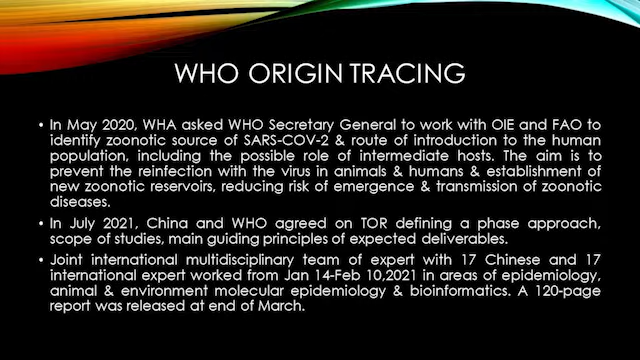 WHO ORIGIN TRACING
• In May 2020, WHA asked WHO Secretary General to work with OIE and FAO to
identify zoonotic source of SARS-COV-2 & route of introduction to the human
population, including the possible role of intermediate hosts. The aim is to
prevent the reinfection with the virus in animals & humans & establishment of
new zoonotic reservoirs, reducing risk of emergence & transmission of zoonotic
diseases.
• In July 2021, China and WHO agreed on TOR defining a phase approach,
scope of studies, main guiding principles of expected deliverables.
• Joint international multidisciplinary team of expert with 17 Chinese and 17
international expert worked from Jan 14-Feb 10,2021 in areas of epidemiology,
animal & environment molecular epidemiology & bioinformatics. A 120-page
report was released at end of March.